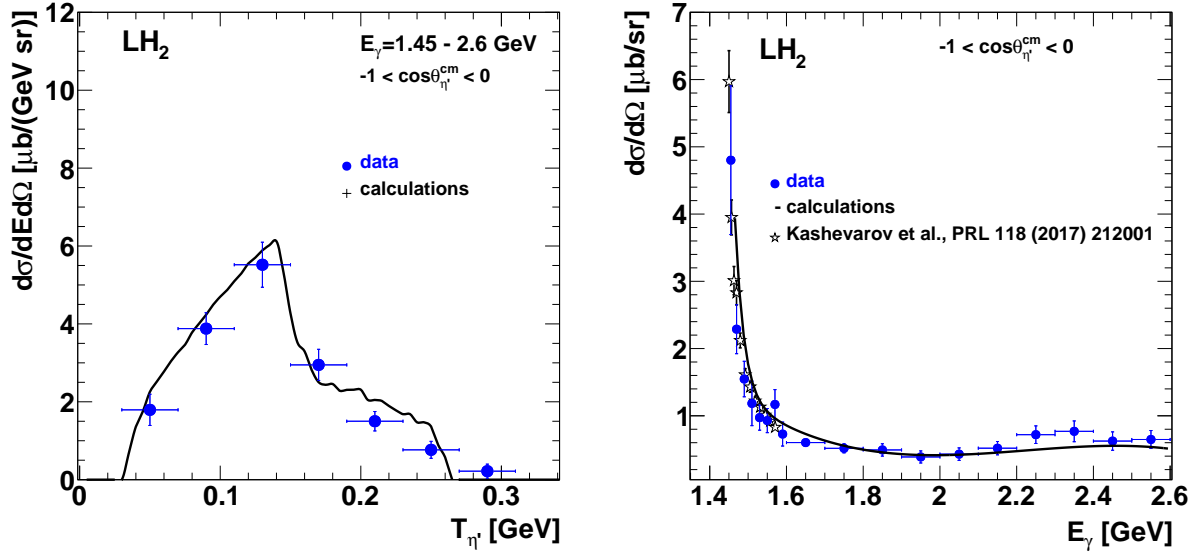 dσ/dEdΩ [μb/(GeV sr)]
12
10
8
6
4
2
0
LH2
Eγ=1.45 - 2.6 GeV
-1 < cosθη'cm < 0
data
calculations
0 0.1 0.2 0.3
Tη' [GeV]
dσ/dΩ [μb/sr]
7
6
5
4
3
2
1
LH2
-1 < cosθη'cm < 0
data
- calculations
Kashevarov et al., PRL 118 (2017) 212001
1.4 1.6 1.8 2 2.2 2.4 2.6
Eγ [GeV]